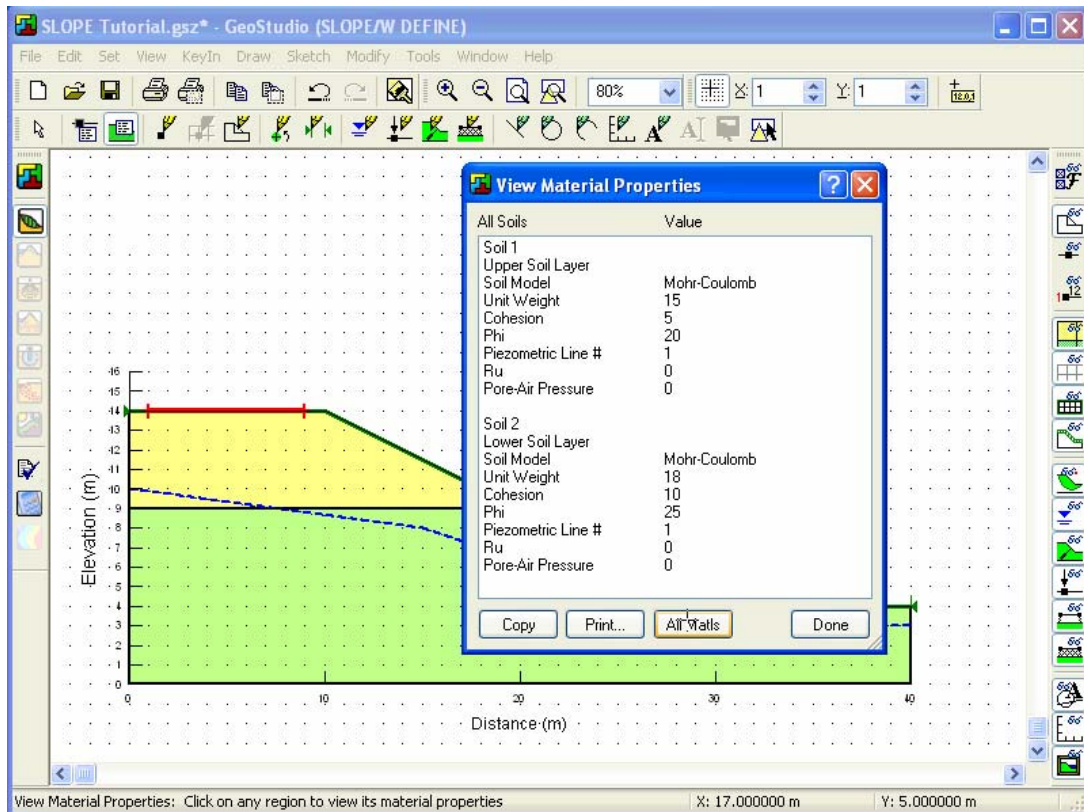 SLOPE Tutorial.gsz* - GeoStudio (SLOPE/W DEFINE)
File Edit Set View KeyIn Draw Sketch Modify Tools Window Help
80% X: 1 Y: 1
View Material Properties
All Soils Value
Soil 1
Upper Soil Layer
Soil Model Mohr-Coulomb
Unit Weight 15
Cohesion 5
Phi 20
Piezometric Line # 1
Ru 0
Pore-Air Pressure 0
Soil 2
Lower Soil Layer
Soil Model Mohr-Coulomb
Unit Weight 18
Cohesion 10
Phi 25
Piezometric Line # 1
Ru 0
Pore-Air Pressure 0
Copy Print... All Matls Done
16
15
14
13
12
11
10
9
8
7
6
5
4
3
2
1
0
Elevation (m)
0 10 20 30 40
Distance (m)
View Material Properties: Click on any region to view its material properties X: 17.000000 m Y: 5.000000 m